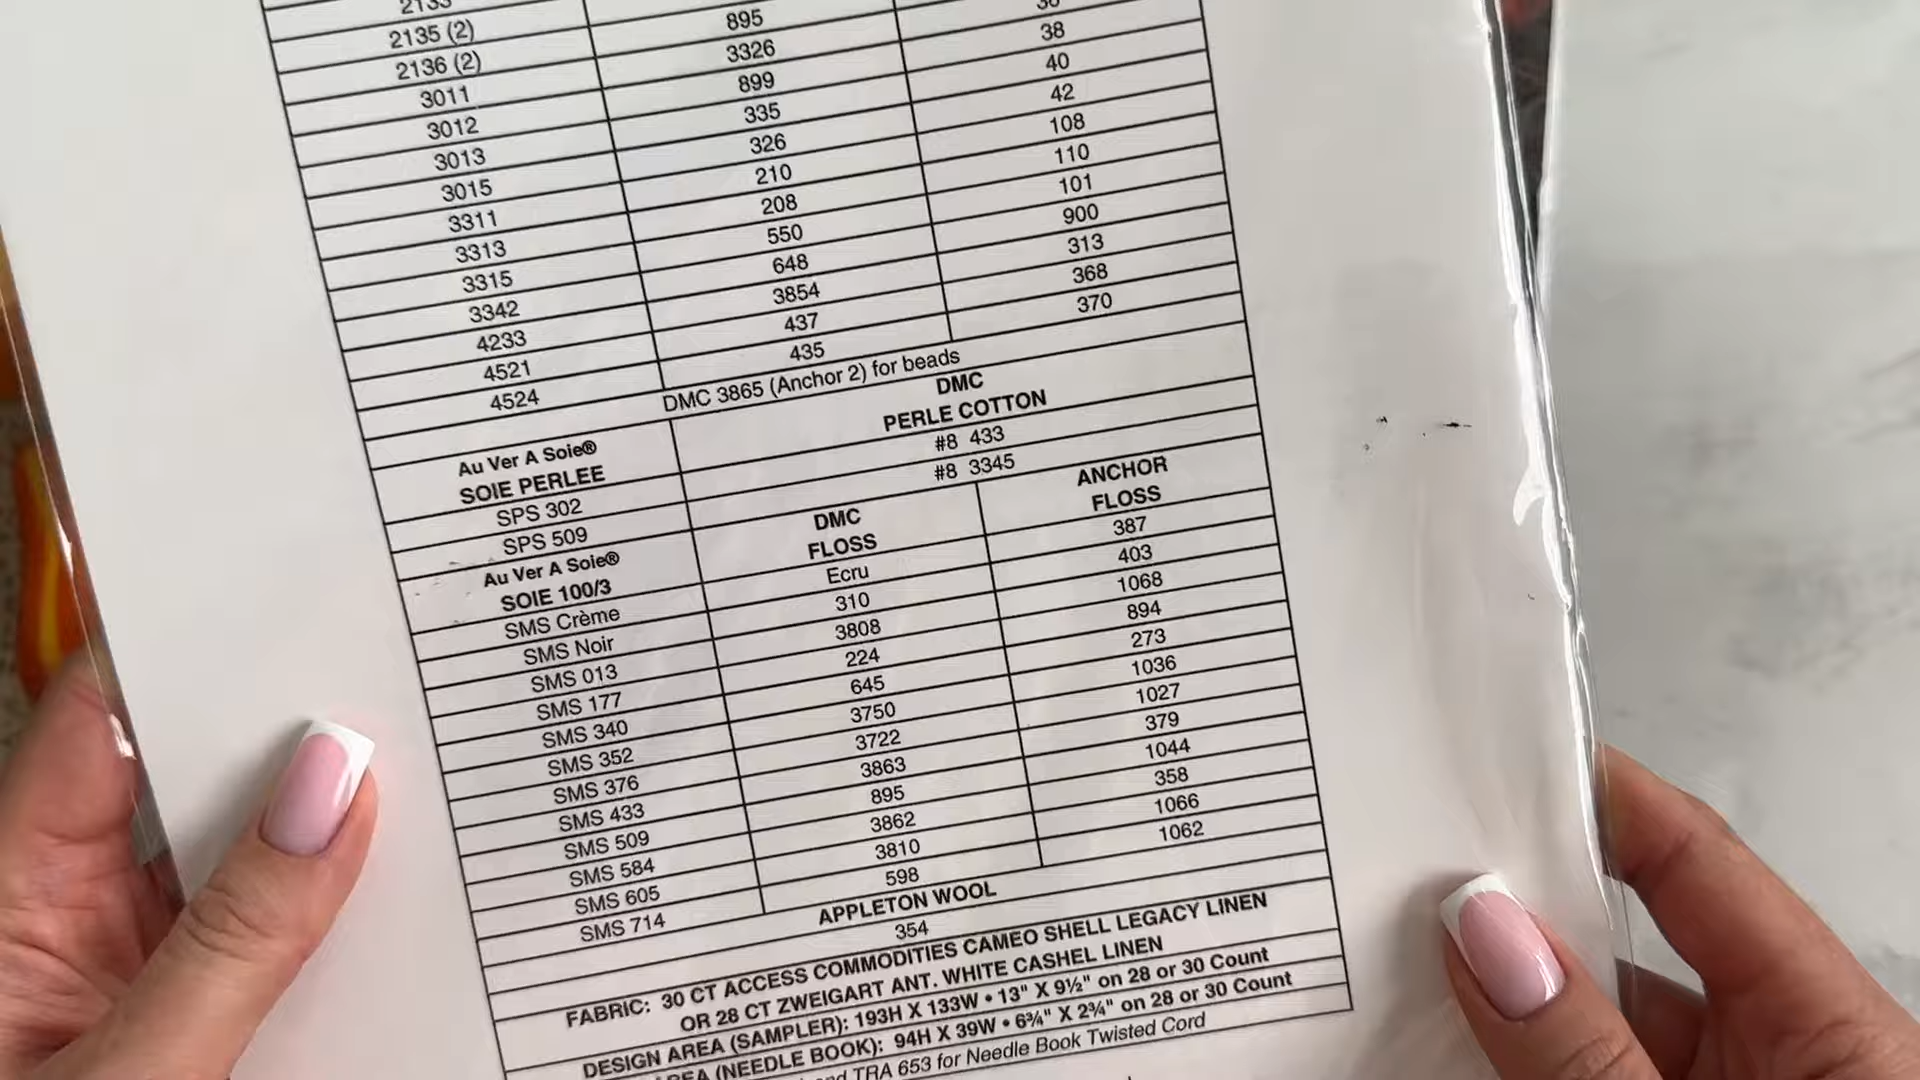 2133
2135 (2)
2136 (2) 895
3011 3326 36
3012 899 38
3013 335 40
3015 326 42
3311 210 108
3313 208 110
3315 550 101
3342 648 900
4233 3854 313
4521 437 368
4524 435 370
DMC 3865 (Anchor 2) for beads
Au Ver A Soie® DMC
SOIE PERLEE PERLE COTTON
SPS 302 #8 433
SPS 509 #8 3345
Au Ver A Soie® DMC ANCHOR
SOIE 100/3 FLOSS FLOSS
SMS Crème Ecru 387
SMS Noir 310 403
SMS 013 3808 1068
SMS 177 224 894
SMS 340 645 273
SMS 352 3750 1036
SMS 376 3722 1027
SMS 433 3863 379
SMS 509 895 1044
SMS 584 3862 358
SMS 605 3810 1066
SMS 714 598 1062
APPLETON WOOL
354
FABRIC: 30 CT ACCESS COMMODITIES CAMEO SHELL LEGACY LINEN
OR 28 CT ZWEIGART ANT. WHITE CASHEL LINEN
DESIGN AREA (SAMPLER): 193H X 133W • 13" X 9½" on 28 or 30 Count
(NEEDLE BOOK): 94H X 39W • 6¾" X 2¾" on 28 or 30 Count
TRA 653 for Needle Book Twisted Cord